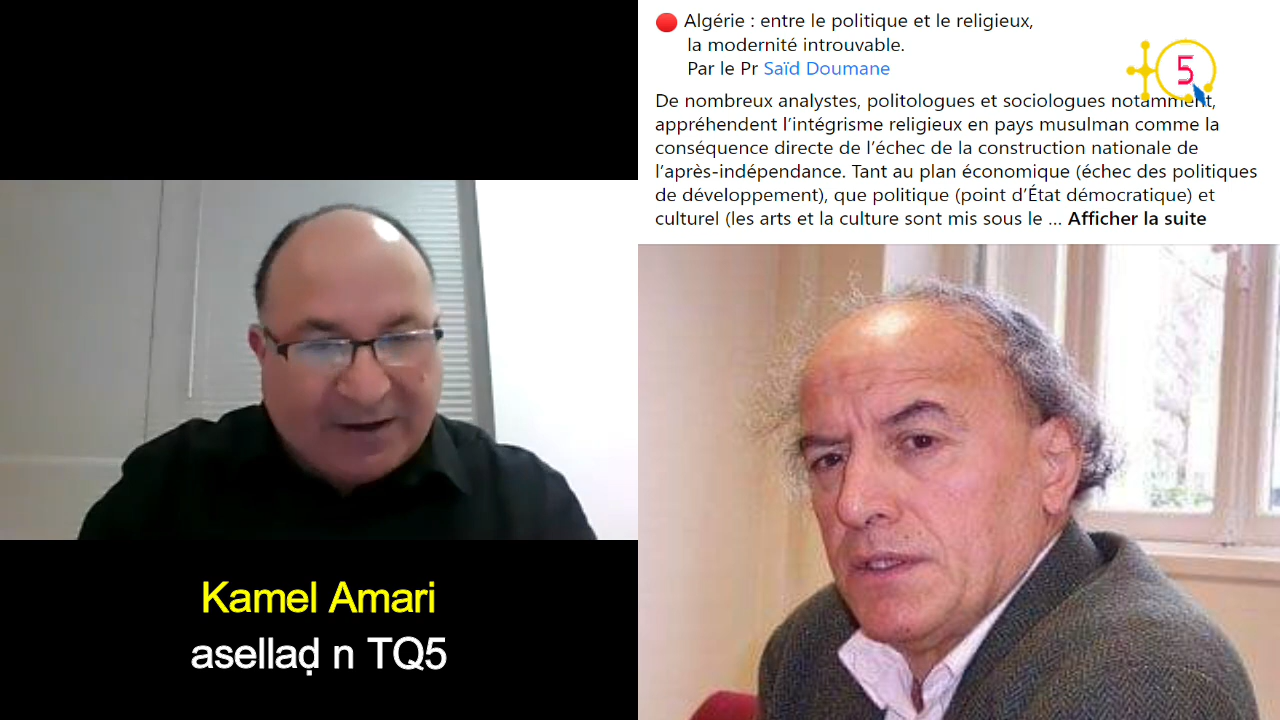 🔴 Algérie : entre le politique et le religieux,
la modernité introuvable.
Par le Pr Saïd Doumane
5
De nombreux analystes, politologues et sociologues notamment,
appréhendent l’intégrisme religieux en pays musulman comme la
conséquence directe de l’échec de la construction nationale de
l’après-indépendance. Tant au plan économique (échec des politiques
de développement), que politique (point d’État démocratique) et
culturel (les arts et la culture sont mis sous le ... Afficher la suite
Kamel Amari
asellaḍ n TQ5